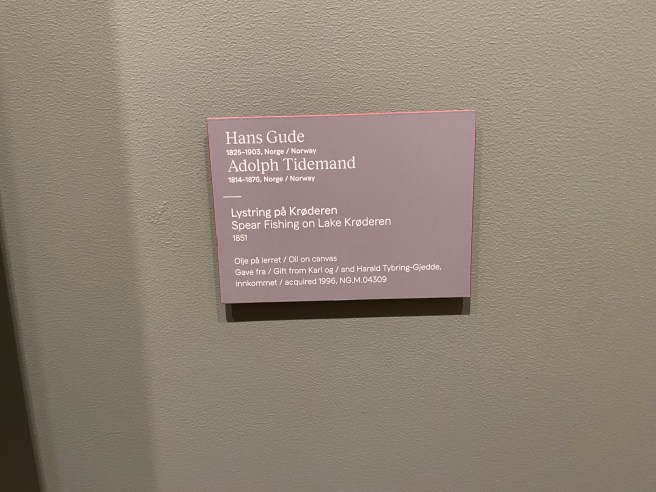 Hans Gude
1825–1903, Norge / Norway
Adolph Tidemand
1814–1876, Norge / Norway
Lystring på Krøderen
Spear Fishing on Lake Krøderen
1851
Olje på lerret / Oil on canvas
Gave fra / Gift from Karl og / and Harald Tybring-Gjedde,
innkommet / acquired 1996, NG.M.04309